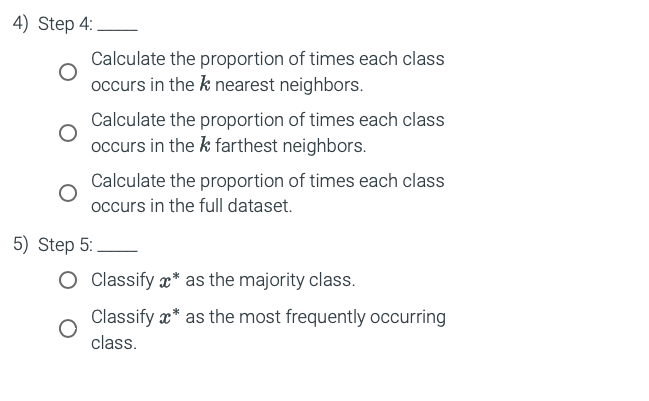 4) Step 4: _____
Calculate the proportion of times each class
occurs in the k nearest neighbors.
Calculate the proportion of times each class
occurs in the k farthest neighbors.
Calculate the proportion of times each class
occurs in the full dataset.
5) Step 5: _____
Classify x* as the majority class.
Classify x* as the most frequently occurring
class.